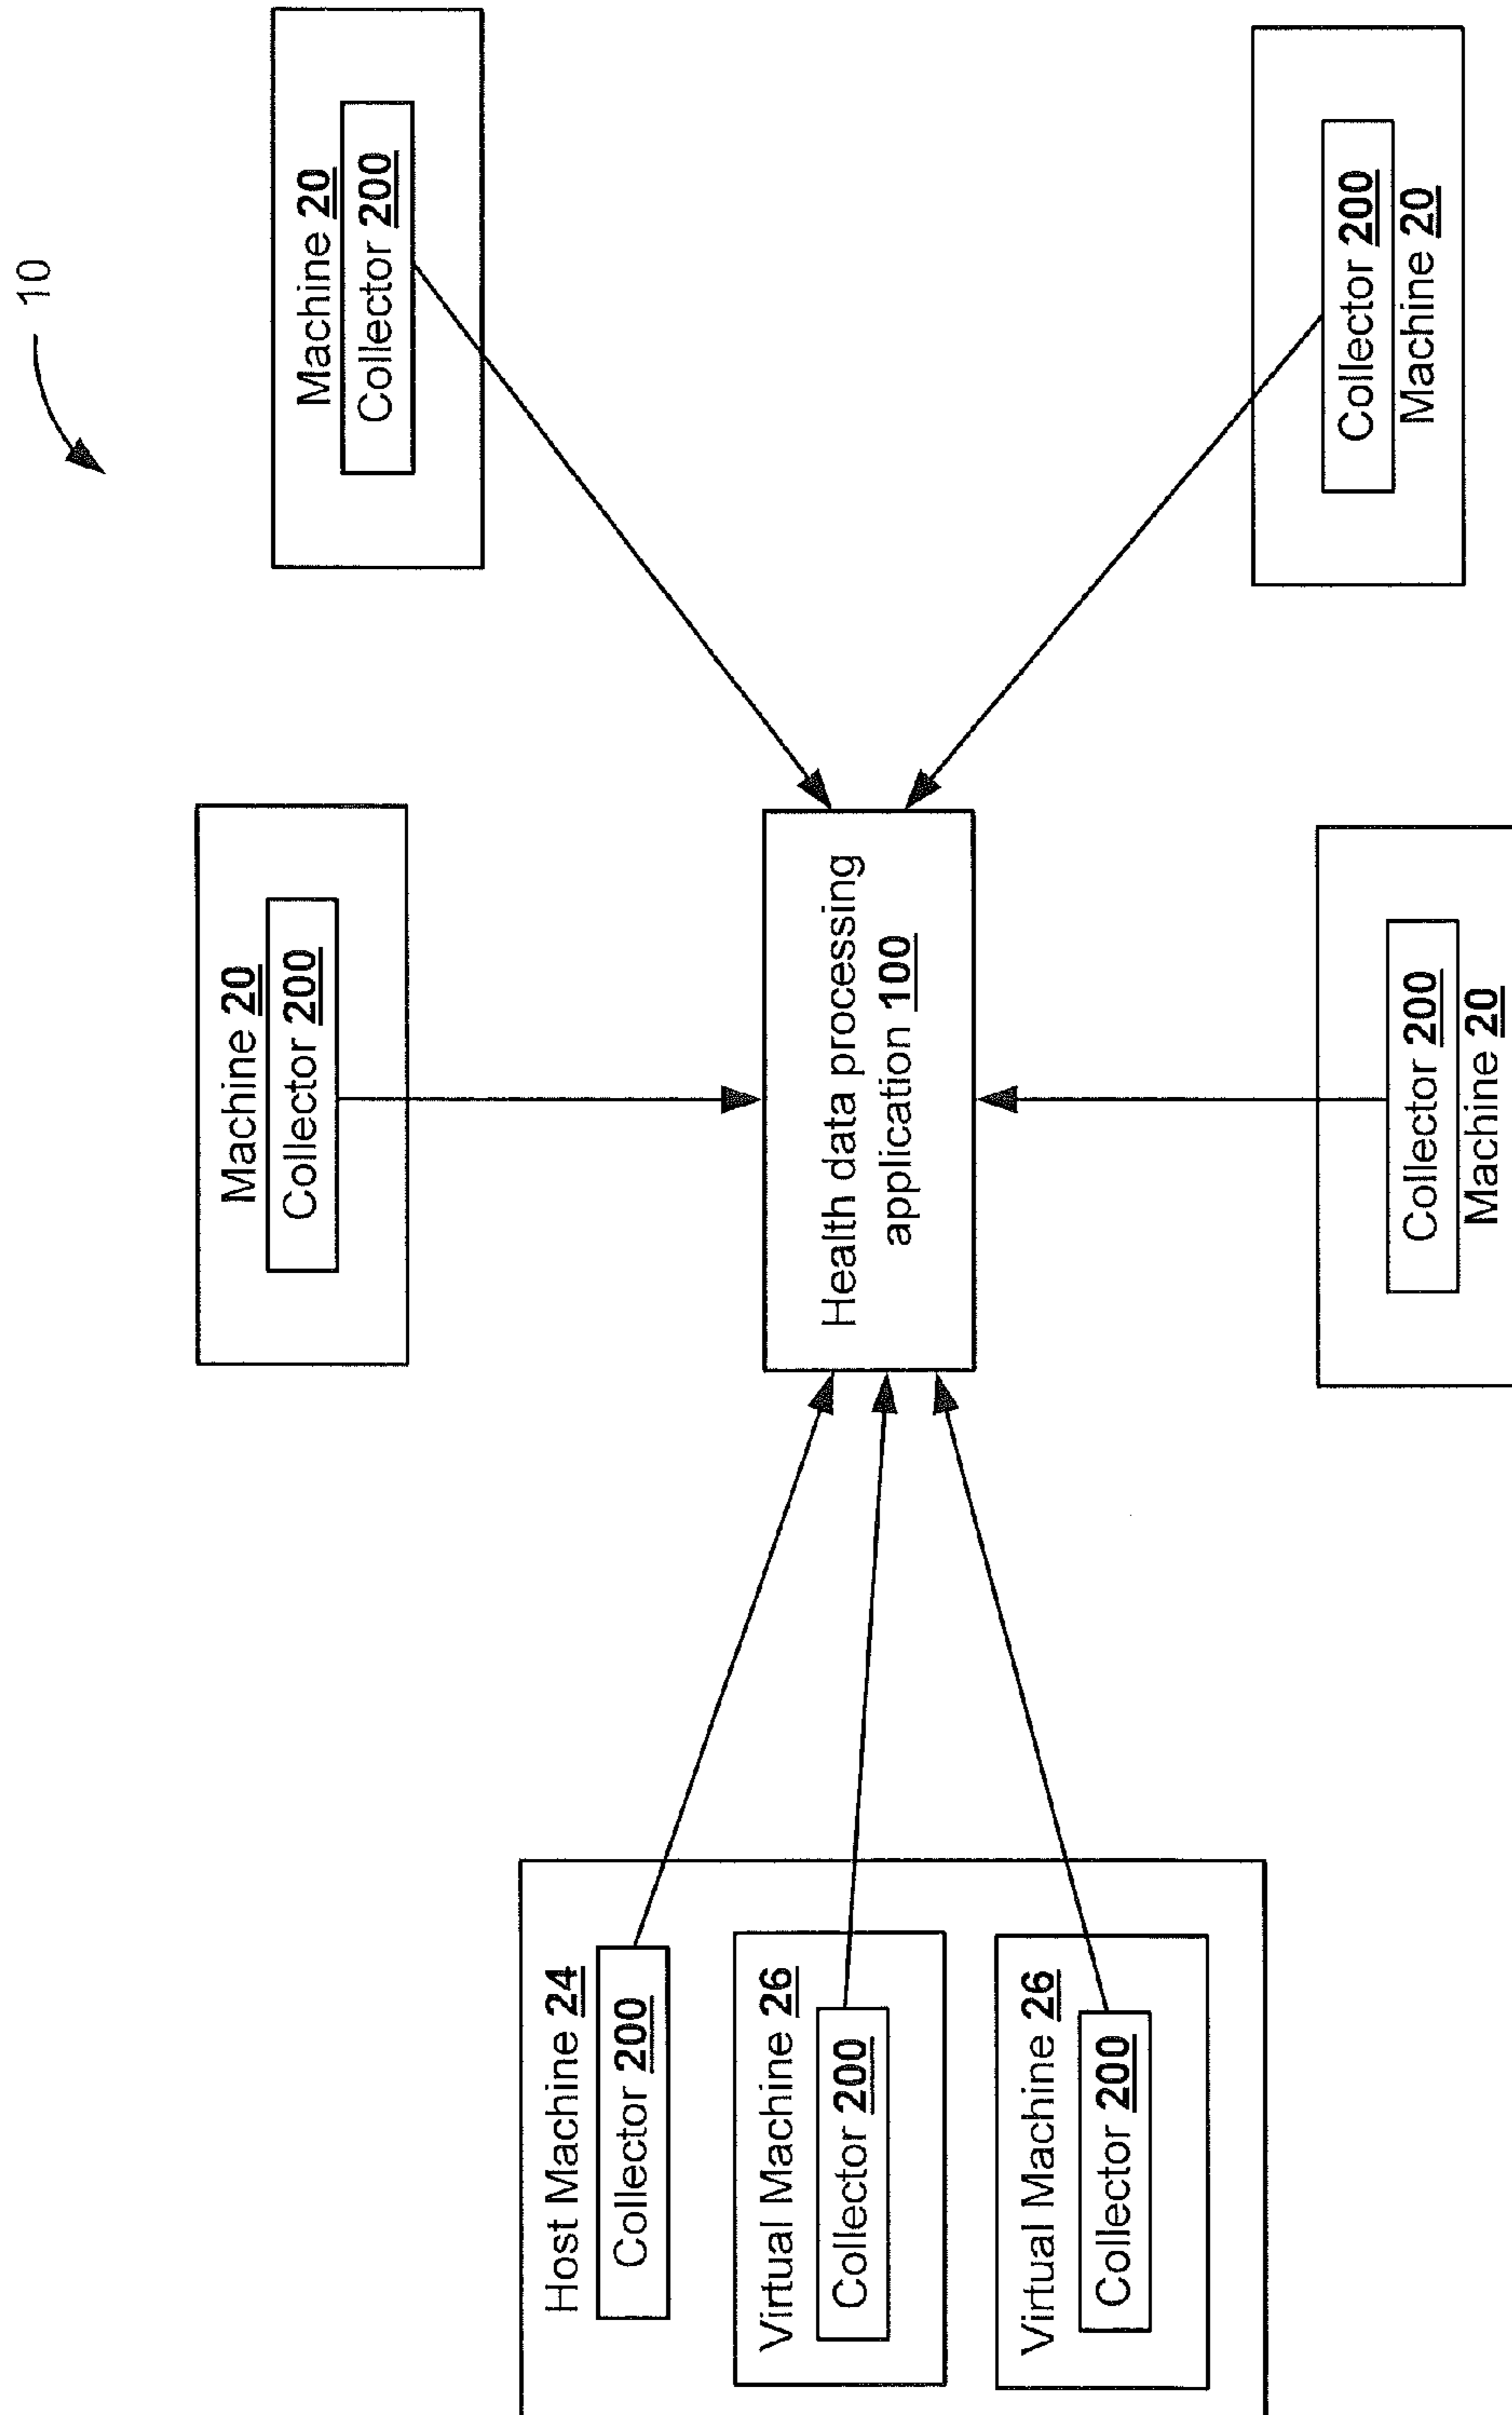 10
Machine 20
Collector 200
Machine 20
Collector 200
Host Machine 24
Collector 200
Virtual Machine 26
Collector 200
Virtual Machine 26
Collector 200
Health data processing
application 100
Collector 200
Machine 20
Collector 200
Machine 20